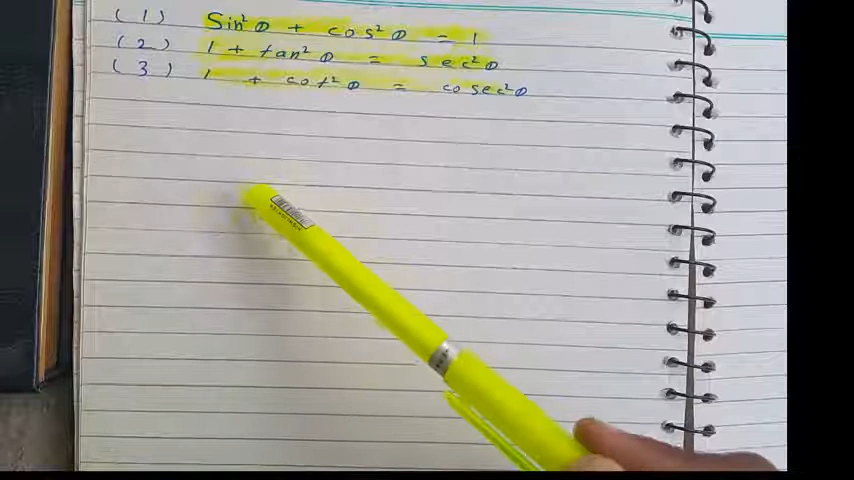 (1) Sin²θ + cos²θ = 1
(2) 1 + tan²θ = sec²θ
(3) 1 + cot²θ = cosec²θ